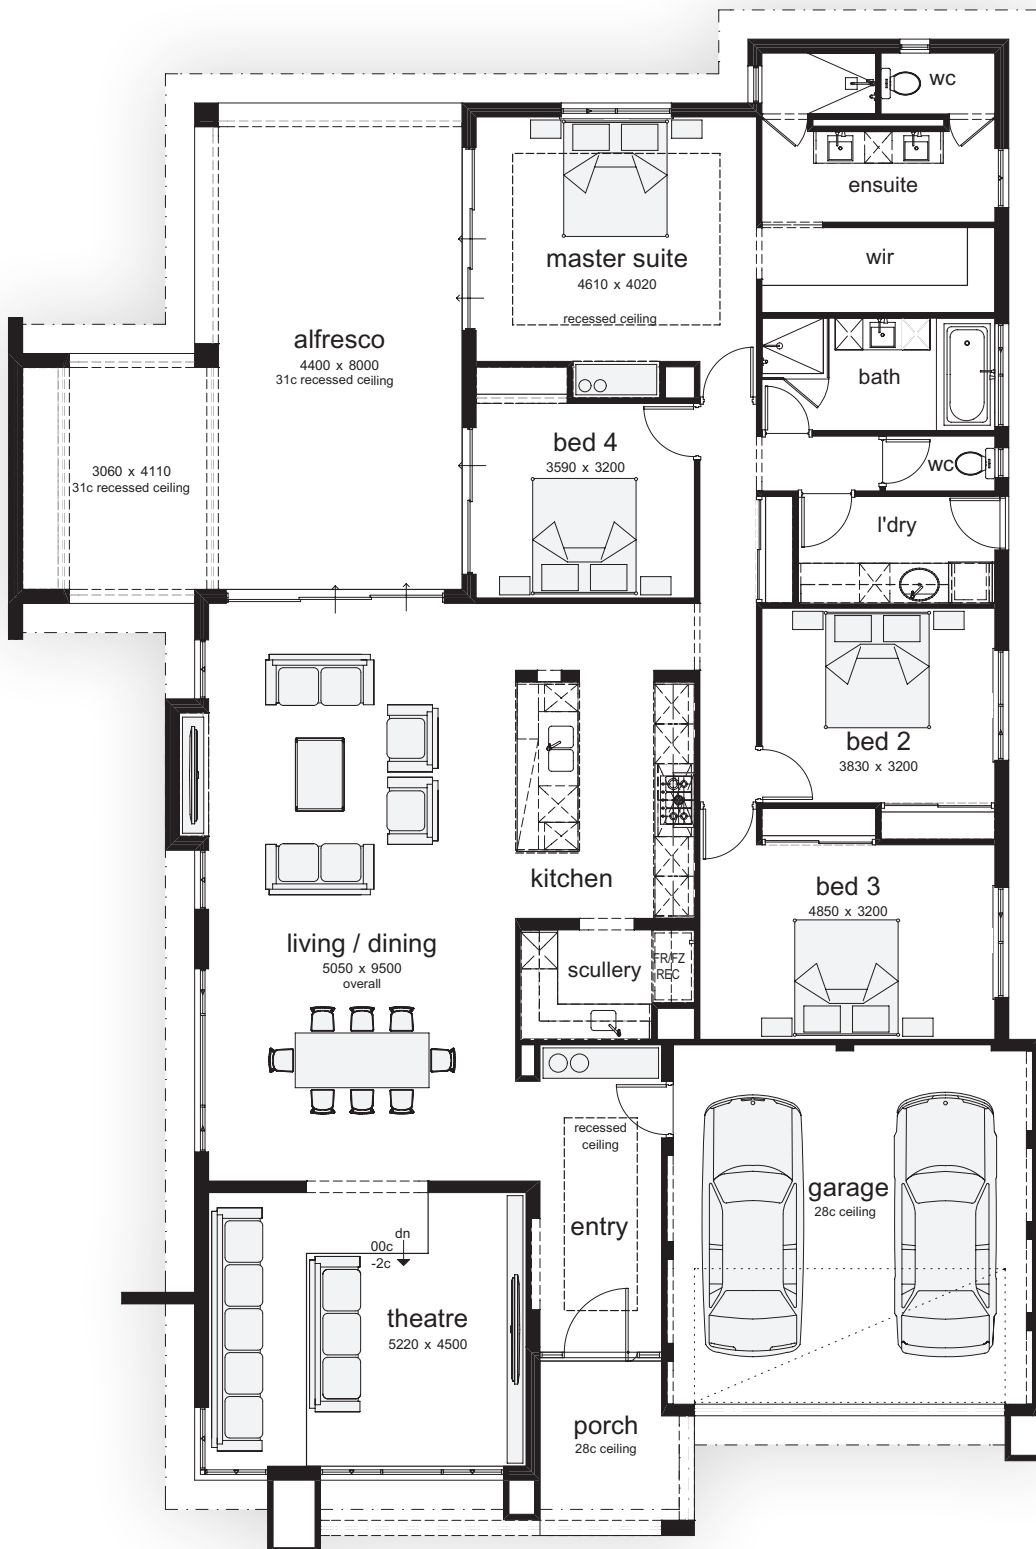 wc
ensuite
master suite
4610 x 4020
recessed ceiling
wir
alfresco
4400 x 8000
31c recessed ceiling
bath
bed 4
3590 x 3200
wc
3060 x 4110
31c recessed ceiling
l'dry
bed 2
3830 x 3200
kitchen
bed 3
4850 x 3200
living / dining
5050 x 9500
overall
scullery
FR/FZ
REC
recessed
ceiling
garage
28c ceiling
entry
dn
00c
-2c
theatre
5220 x 4500
porch
28c ceiling